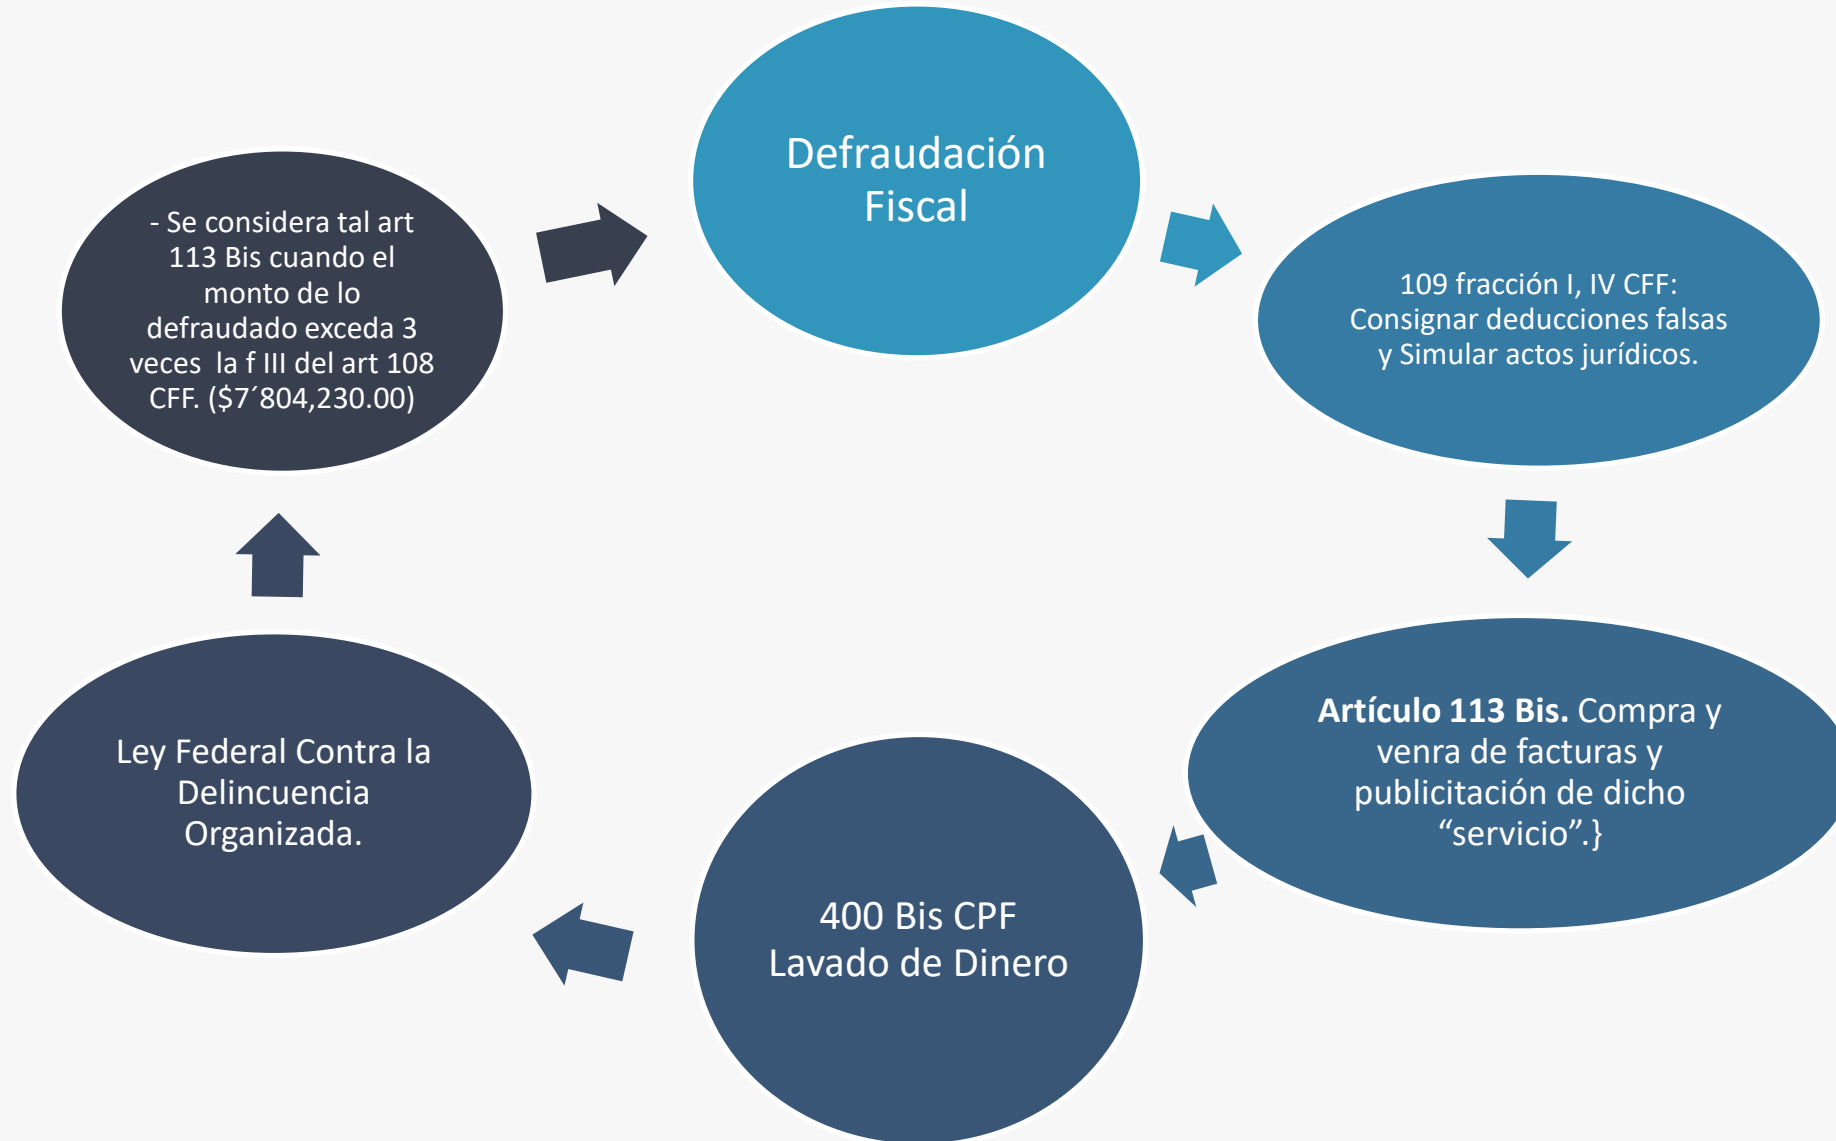 Defraudación
Fiscal
109 fracción I, IV CFF:
Consignar deducciones falsas
y Simular actos jurídicos.
Artículo 113 Bis. Compra y
venra de facturas y
publicitación de dicho
“servicio”.}
400 Bis CPF
Lavado de Dinero
Ley Federal Contra la
Delincuencia
Organizada.
- Se considera tal art
113 Bis cuando el
monto de lo
defraudado exceda 3
veces  la f III del art 108
CFF. ($7´804,230.00)